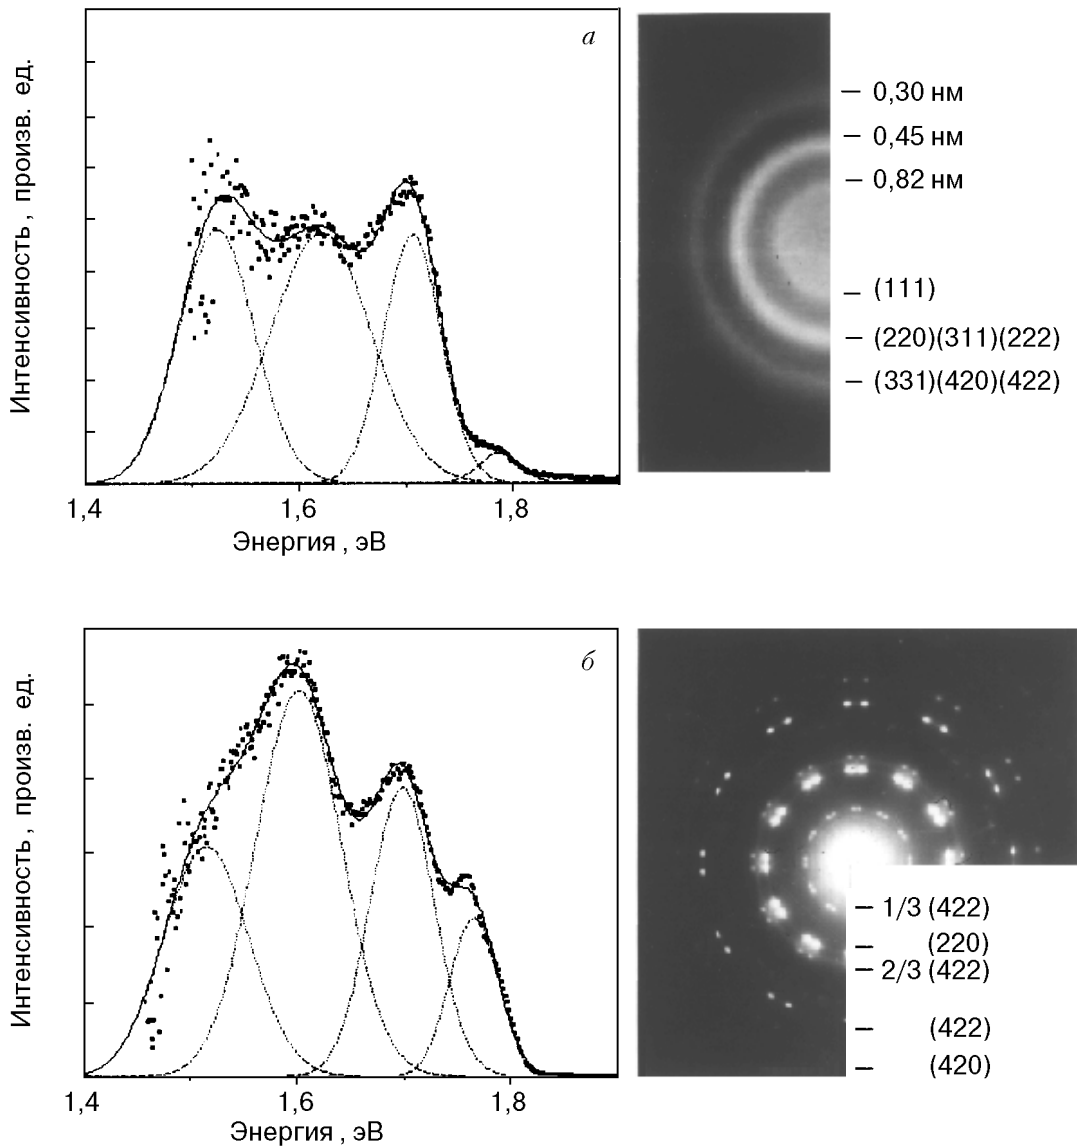 а
Интенсивность , произв. ед.
1,4
1,6
1,8
Энергия , эВ
0,30 нм
0,45 нм
0,82 нм
(111)
(220)(311)(222)
(331)(420)(422)
б
Интенсивность , произв. ед.
1,4
1,6
1,8
Энергия , эВ
1/3 (422)
(220)
2/3 (422)
(422)
(420)